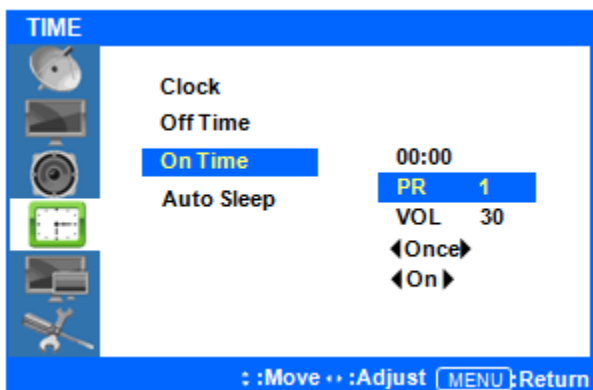 TIME
Clock
Off Time
On Time
Auto Sleep
00:00
PR 1
VOL 30
Once
On
:Move :Adjust MENU :Return